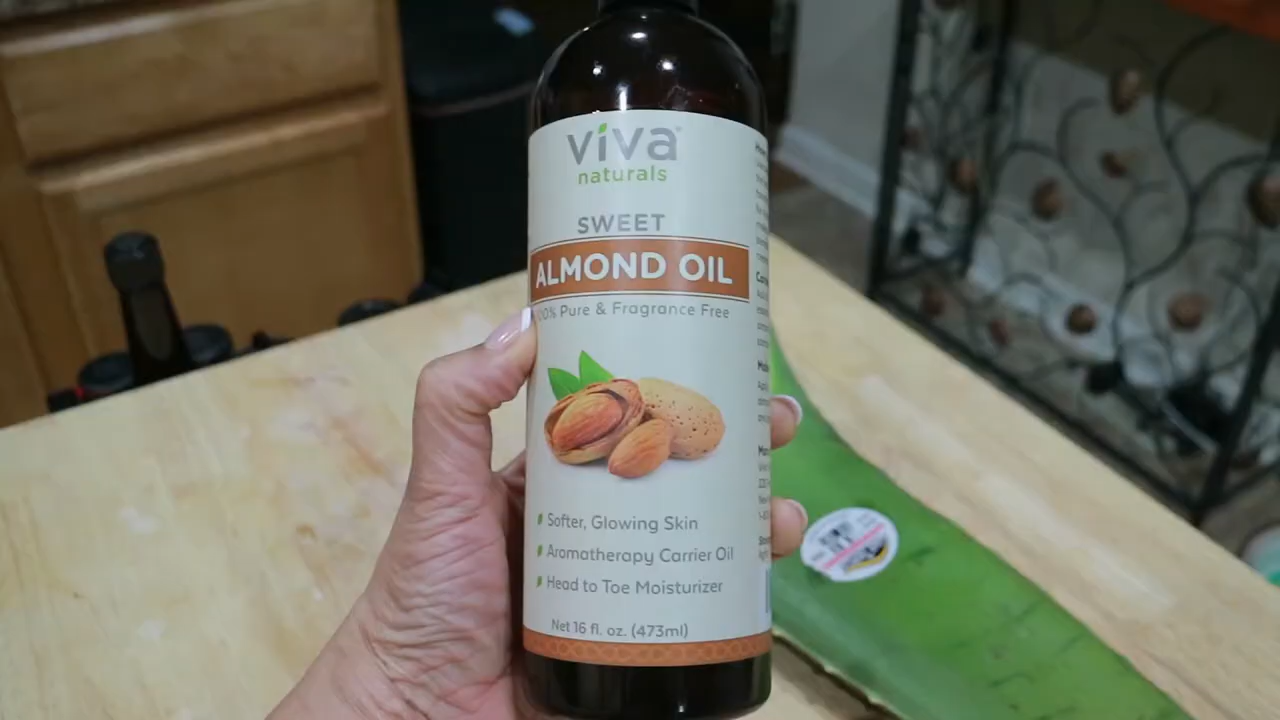 viva
naturals
SWEET
ALMOND OIL
100% Pure & Fragrance Free
Softer, Glowing Skin
Aromatherapy Carrier Oil
Head to Toe Moisturizer
Net 16 fl. oz. (473ml)